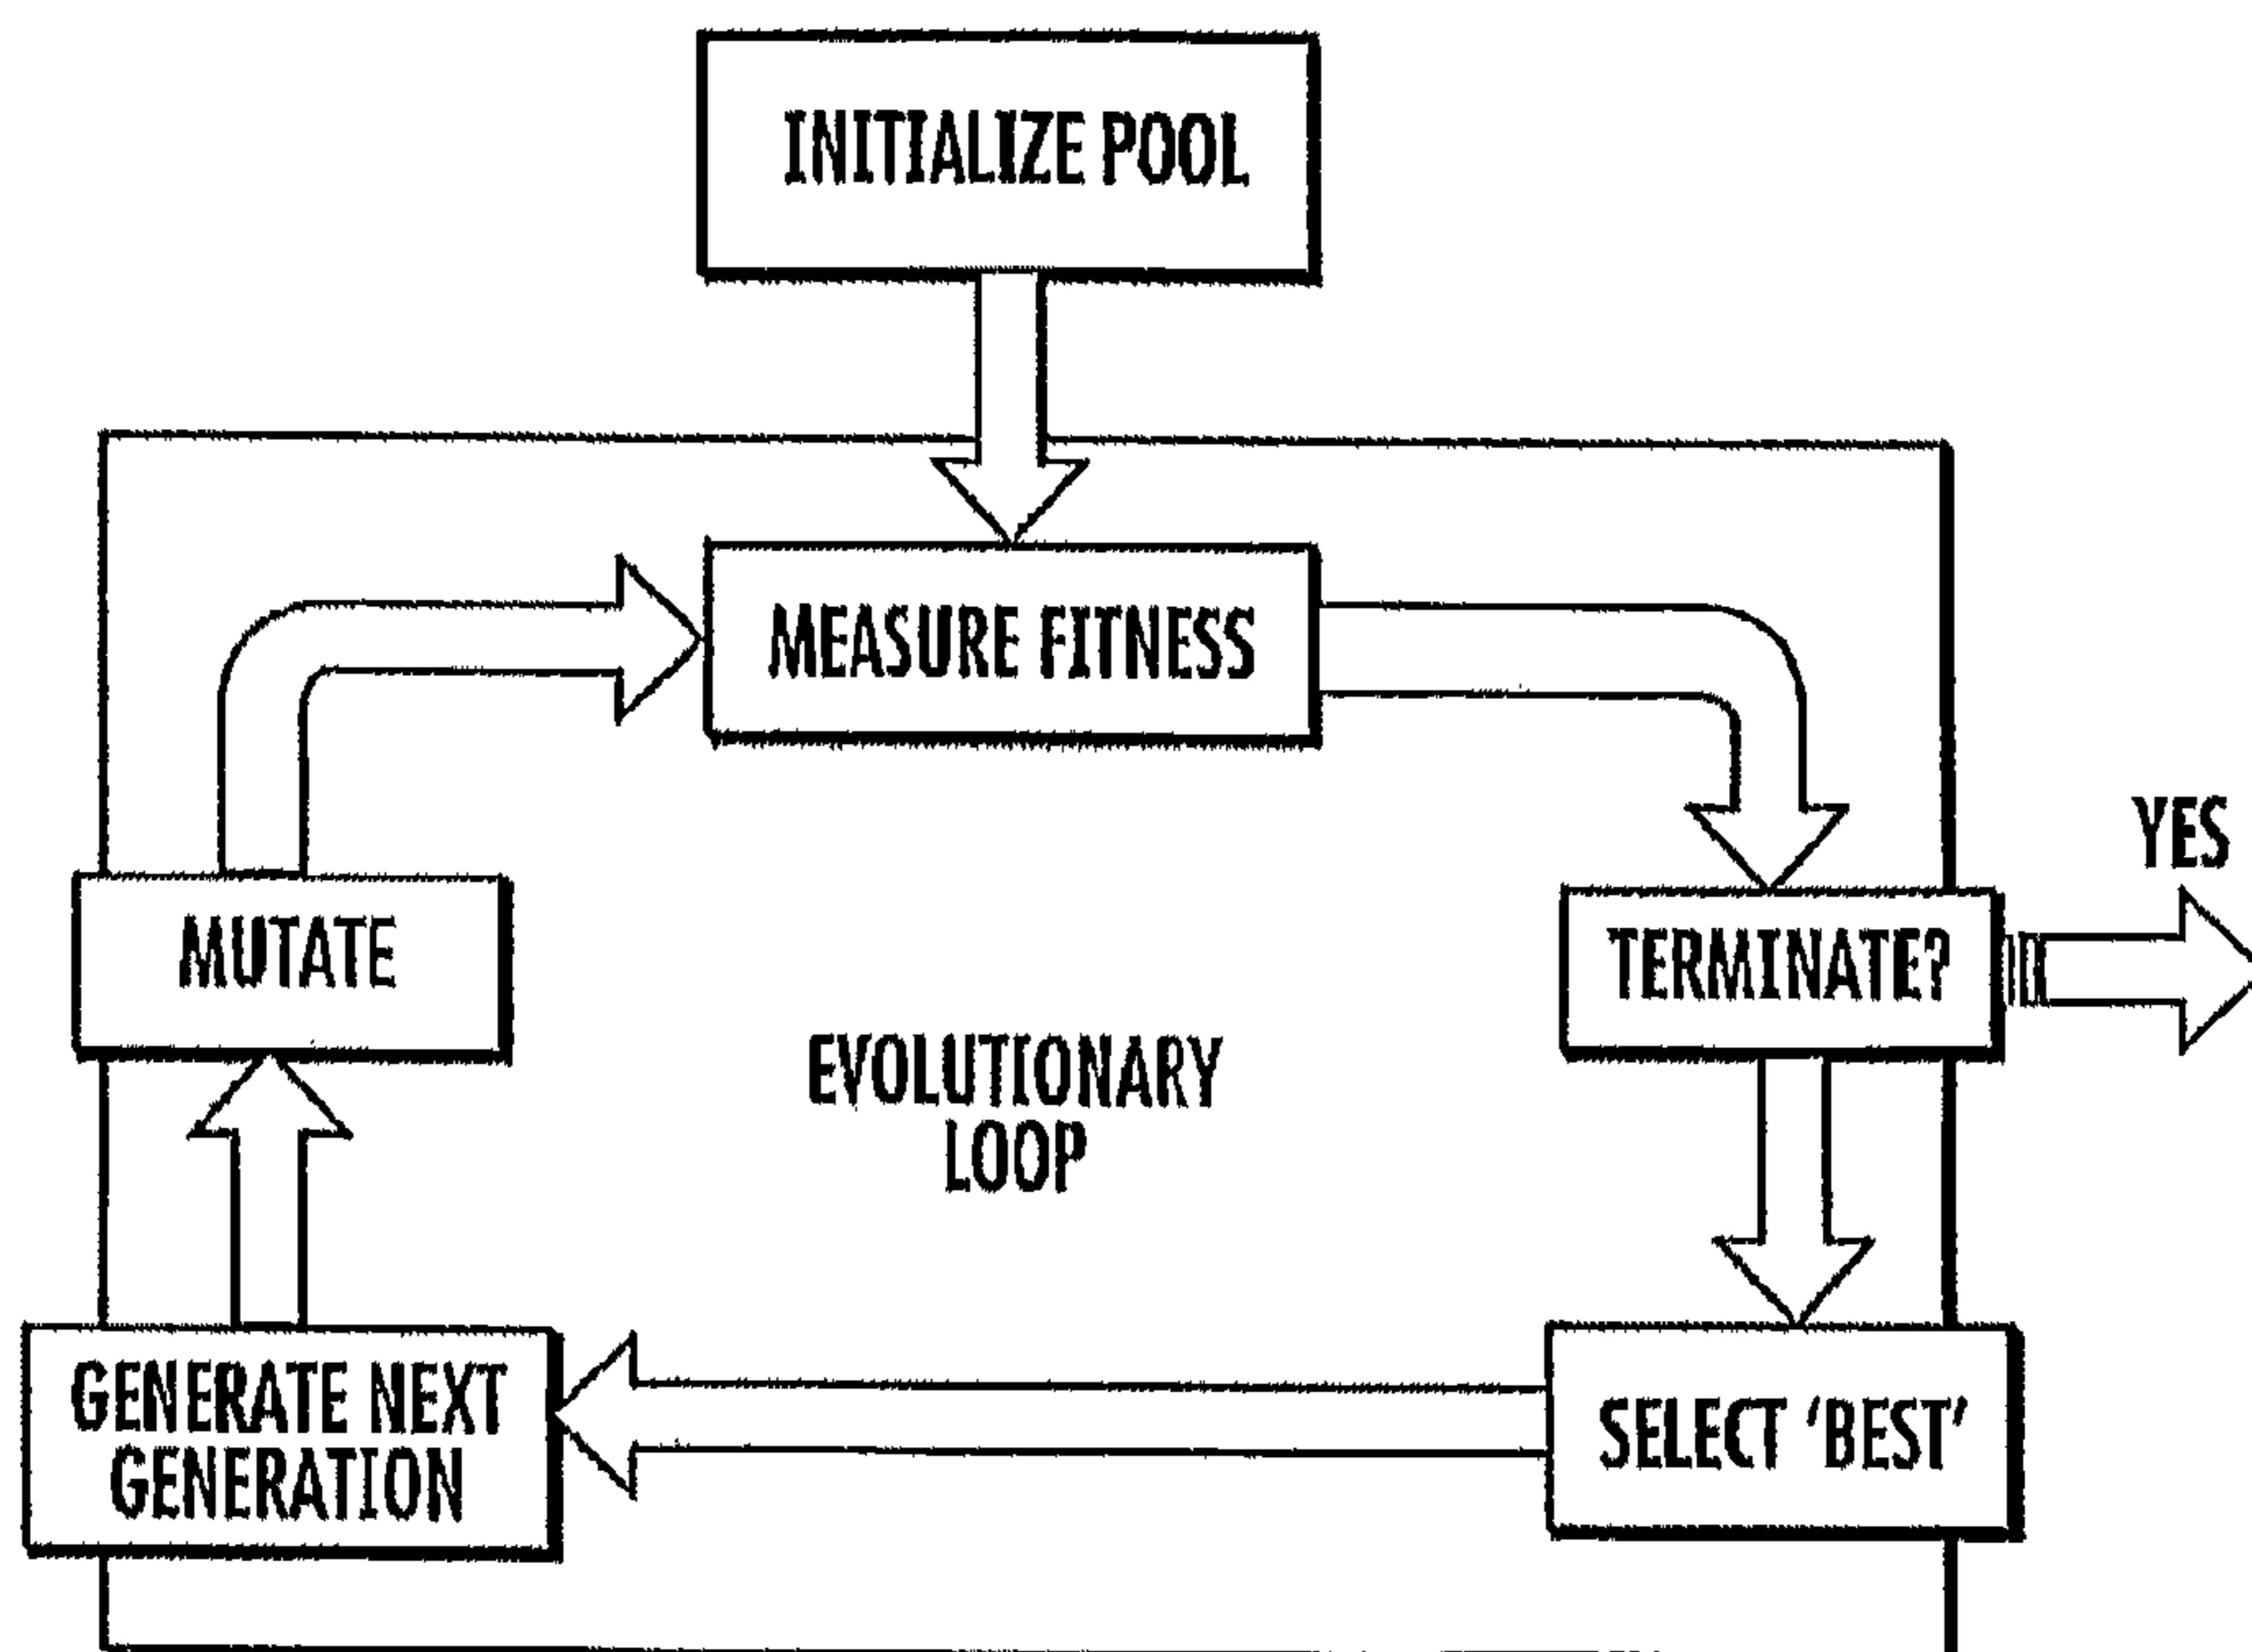 INITIALIZE POOL
MEASURE FITNESS
YES
MUTATE
TERMINATE?
EVOLUTIONARY
LOOP
GENERATE NEXT
GENERATION
SELECT 'BEST'